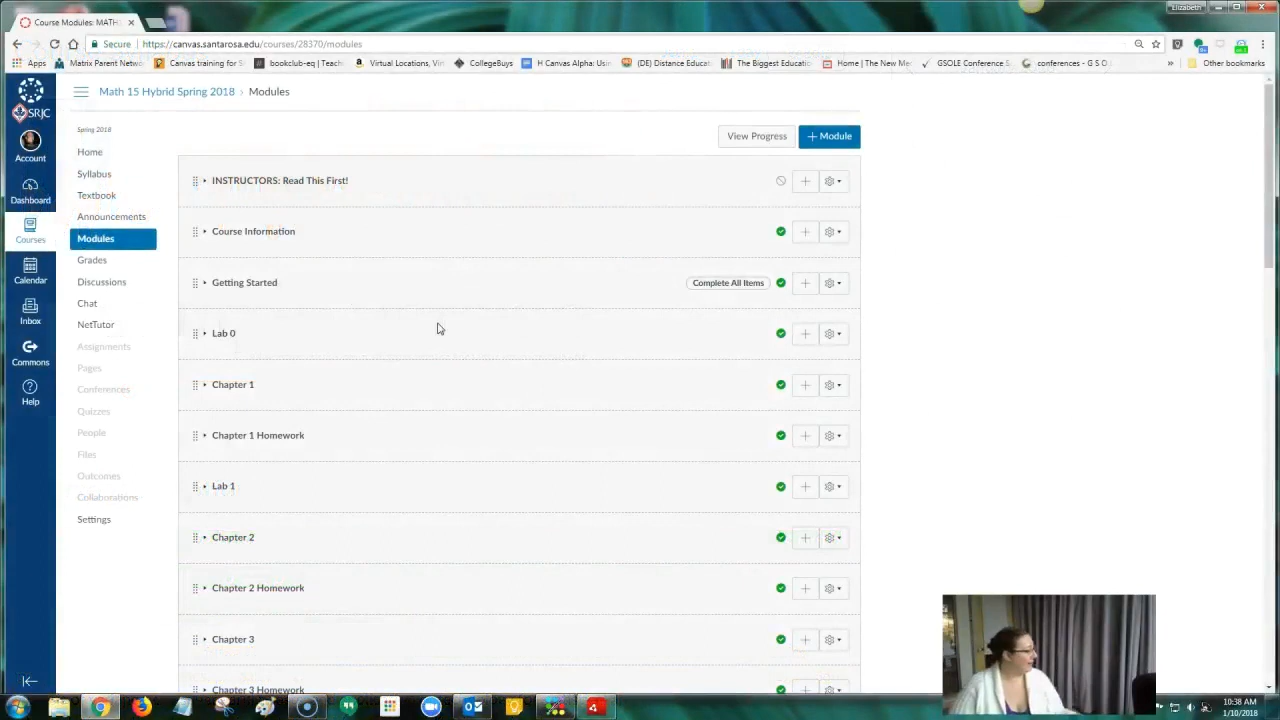 Elizabeth
Course Modules: MATH
Secure
https://canvas.santarosa.edu/courses/28370/modules
Apps
Matrix Parent Netw
Canvas training for S
bookclub-eq | Teach
Virtual Locations, Vir
CollegeBuys
H Canvas Alpha: Usin
(DE) Distance Educat
The Biggest Educatio
Home | The New Me
GSOLE Conference S
conferences - G S O
»
Other bookmarks
SRJC
Account
Dashboard
Courses
Calendar
Inbox
Commons
Help
Math 15 Hybrid Spring 2018 › Modules
Spring 2018
Home
Syllabus
Textbook
Announcements
Modules
Grades
Discussions
Chat
NetTutor
Assignments
Pages
Conferences
Quizzes
People
Files
Outcomes
Collaborations
Settings
View Progress
+ Module
INSTRUCTORS: Read This First!
Course Information
Getting Started
Complete All Items
Lab 0
Chapter 1
Chapter 1 Homework
Lab 1
Chapter 2
Chapter 2 Homework
Chapter 3
Chapter 3 Homework
10:38 AM
1/10/2018